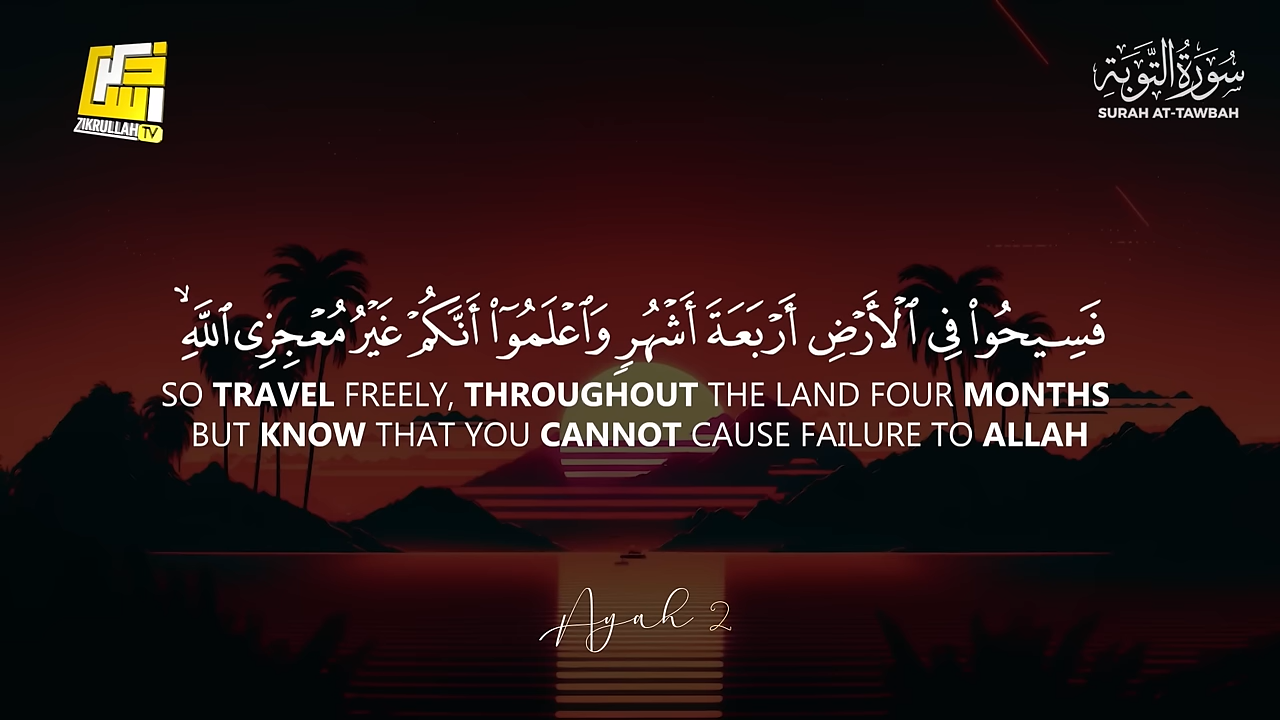 ذكر الله
ZIKRULLAH TV
سُورَةُ التَّوْبَةِ
SURAH AT-TAWBAH
فَسِيحُوا۟ فِى ٱلْأَرْضِ أَرْبَعَةَ أَشْهُرٍ وَٱعْلَمُوٓا۟ أَنَّكُمْ غَيْرُ مُعْجِزِى ٱللَّهِ ۙ
SO TRAVEL FREELY, THROUGHOUT THE LAND FOUR MONTHS
BUT KNOW THAT YOU CANNOT CAUSE FAILURE TO ALLAH
Ayah 2